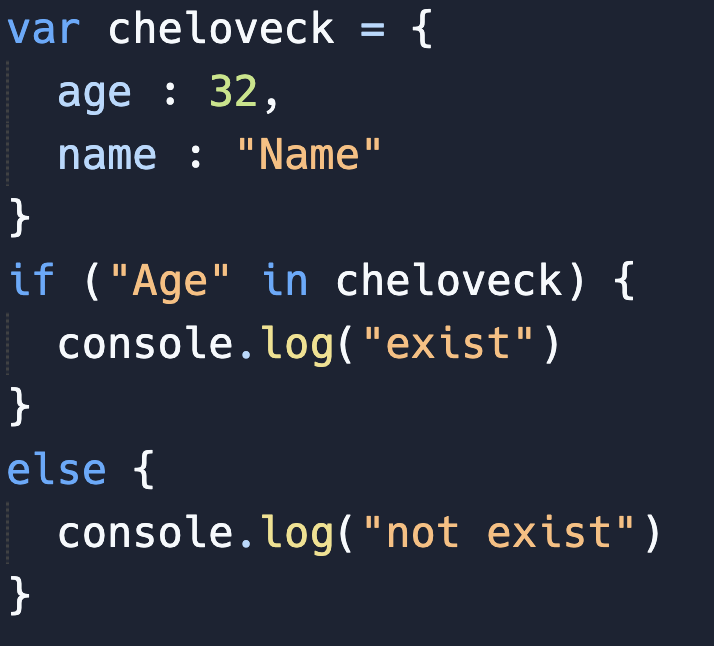 var cheloveck = {
  age : 32,
  name : "Name"
}
if ("Age" in cheloveck) {
  console.log("exist")
}
else {
  console.log("not exist")
}